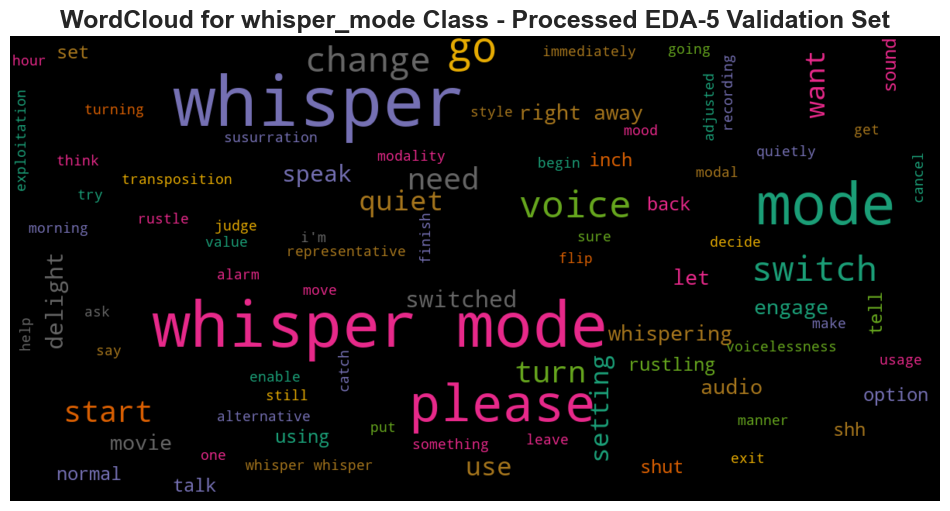 WordCloud for whisper_mode Class - Processed EDA-5 Validation Set
hour
set
change
go
immediately
going
want
sound
whisper
turning
susurration
style
right away
mood
adjusted
recording
get
exploitation
think
transposition
try
speak
modality
need
begin
inch
modal
quietly
cancel
morning
rustle
judge
value
i'm
representative
quiet
finish
voice
back
sure
flip
decide
mode
delight
alarm
move
switched
let
switch
engage
make
tell
help
ask
say
whisper mode
whispering
voicelessness
rustling
usage
enable
still
catch
turn
setting
audio
option
start
alternative
please
put
manner
shh
movie
using
something
leave
one
whisper whisper
use
shut
exit
normal
talk